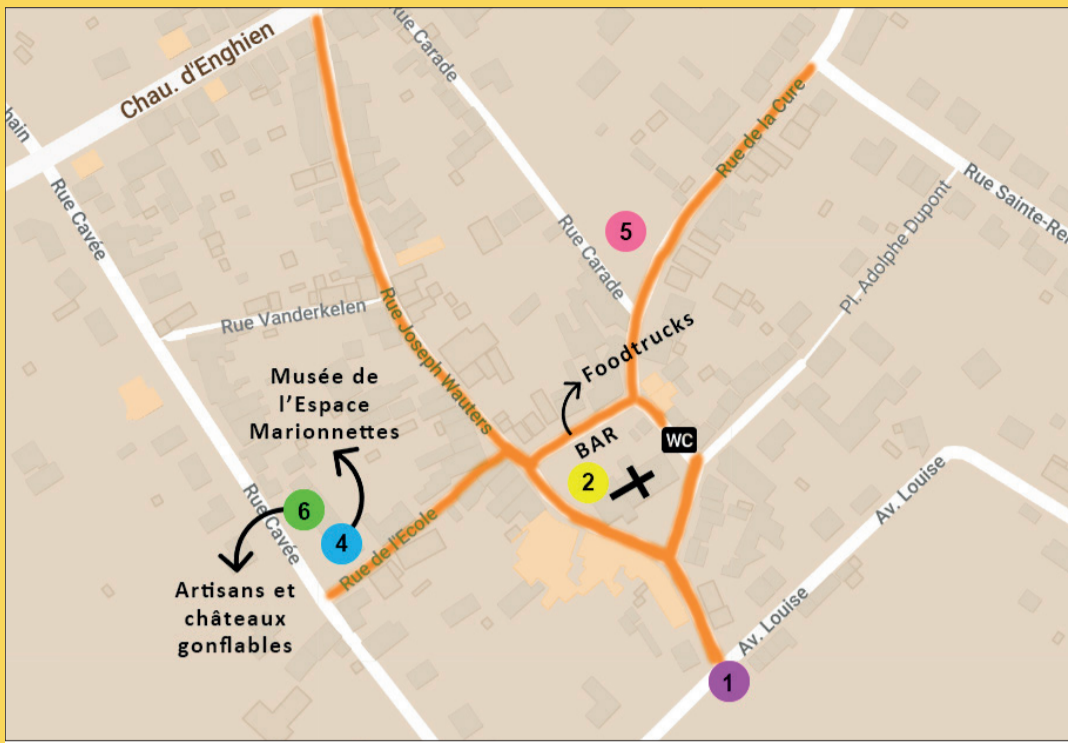 Chau. d'Enghien
Rue Carade
Rue de la Cure
hain
Rue Cavée
Rue Sainte-Rei
5
Rue Carade
Pl. Adolphe Dupont
Rue Vanderkelen
Rue Joseph Wauters
Foodtrucks
Musée de
l'Espace
Marionnettes
BAR
WC
2
Av. Louise
6
Rue Cavée
4
Rue de l'Ecole
Artisans et
châteaux
gonflables
Av. Louise
1